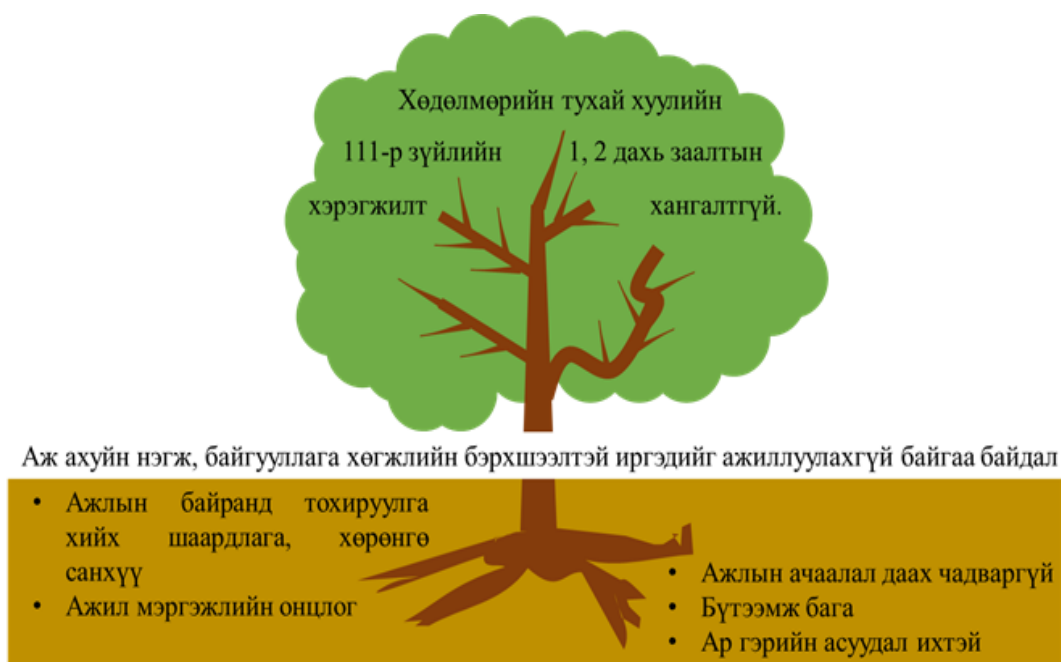 Хөдөлмөрийн тухай хуулийн
111-р зүйлийн 1, 2 дахь заалтын
хэрэгжилт хангалтгүй.
Аж ахуйн нэгж, байгууллага хөгжлийн бэрхшээлтэй иргэдийг ажиллуулахгүй байгаа байдал
• Ажлын байранд тохируулга
хийх шаардлага, хөрөнгө
санхүү
• Ажил мэргэжлийн онцлог
• Ажлын ачаалал даах чадваргүй
• Бүтээмж бага
• Ар гэрийн асуудал ихтэй